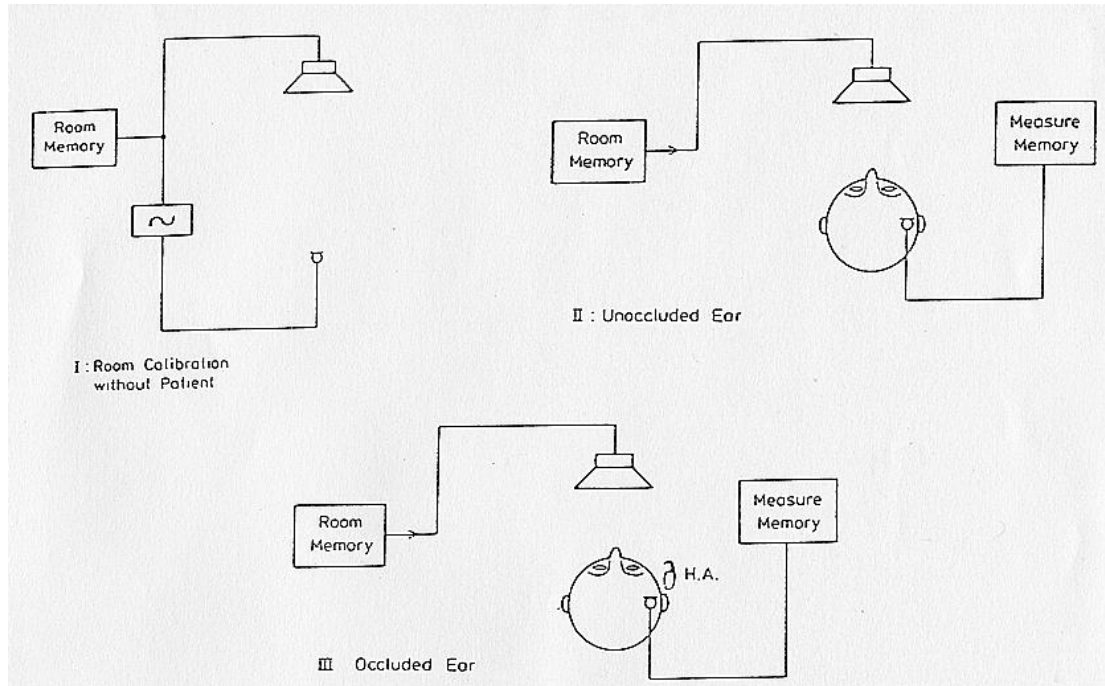 Room
Memory
I : Room Calibration
without Patient
Room
Memory
Measure
Memory
II : Unoccluded Ear
Room
Memory
Measure
Memory
H.A.
III Occluded Ear